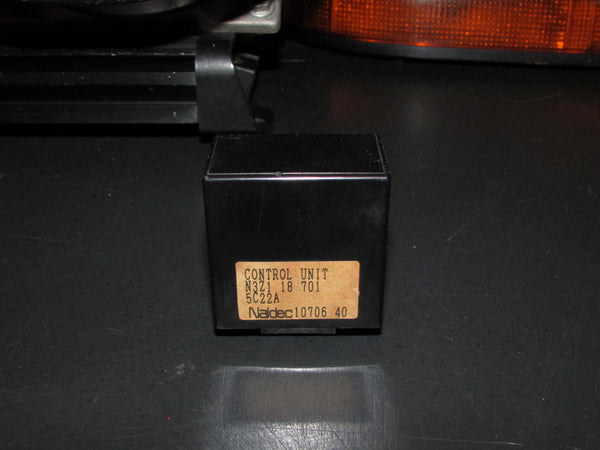 CONTROL UNIT
N3Z1 18 701
5C22A
Naldec 10706 40